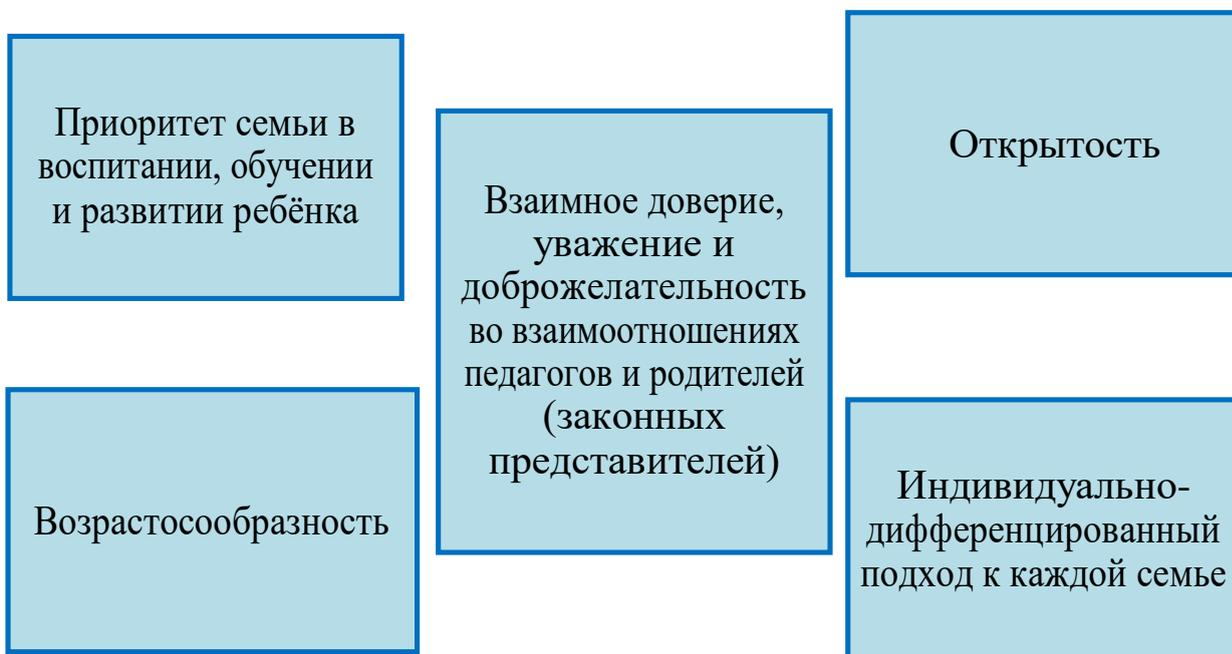 Приоритет семьи в
воспитании, обучении
и развитии ребёнка
Взаимное доверие,
уважение и
доброжелательность
во взаимоотношениях
педагогов и родителей
(законных
представителей)
Открытость
Возрастосообразность
Индивидуально-
дифференцированный
подход к каждой семье